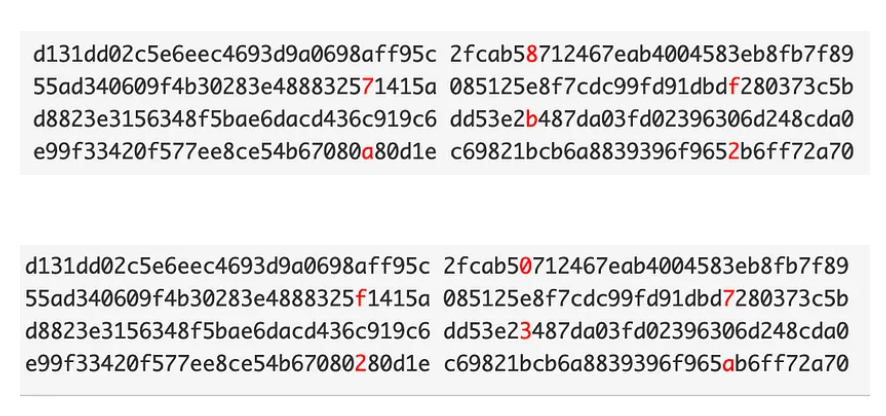 d131dd02c5e6eec4693d9a0698aff95c 2fcab58712467eab4004583eb8fb7f89
55ad340609f4b30283e488832571415a 085125e8f7cdc99fd91dbdf280373c5b
d8823e3156348f5bae6dacd436c919c6 dd53e2b487da03fd02396306d248cda0
e99f33420f577ee8ce54b67080a80d1e c69821bcb6a8839396f9652b6ff72a70
d131dd02c5e6eec4693d9a0698aff95c 2fcab50712467eab4004583eb8fb7f89
55ad340609f4b30283e4888325f1415a 085125e8f7cdc99fd91dbd7280373c5b
d8823e3156348f5bae6dacd436c919c6 dd53e23487da03fd02396306d248cda0
e99f33420f577ee8ce54b67080280d1e c69821bcb6a8839396f965ab6ff72a70